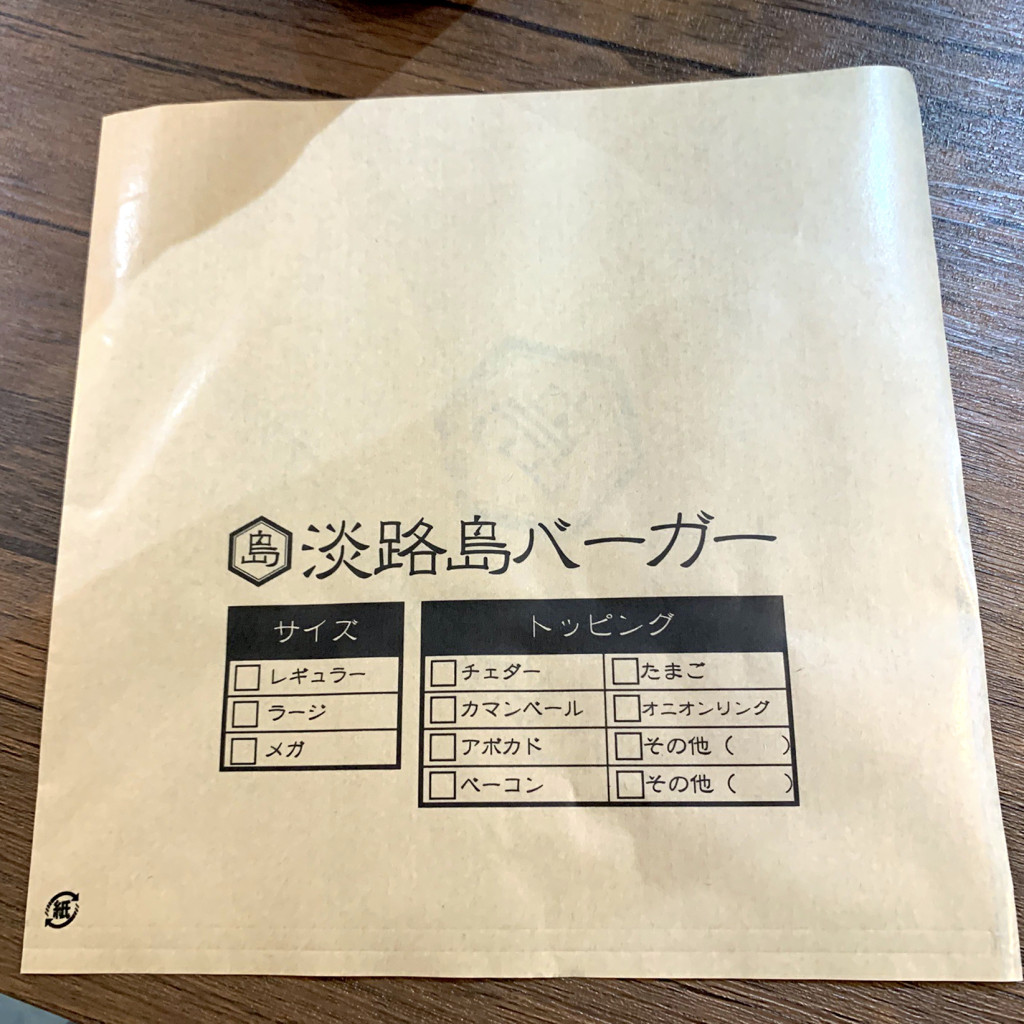 島 淡路島バーガー
サイズ
□レギュラー
□ラージ
□メガ
トッピング
□チェダー □たまご
□カマンベール □オニオンリング
□アボカド □その他（　　）
□ベーコン □その他（　　）
紙